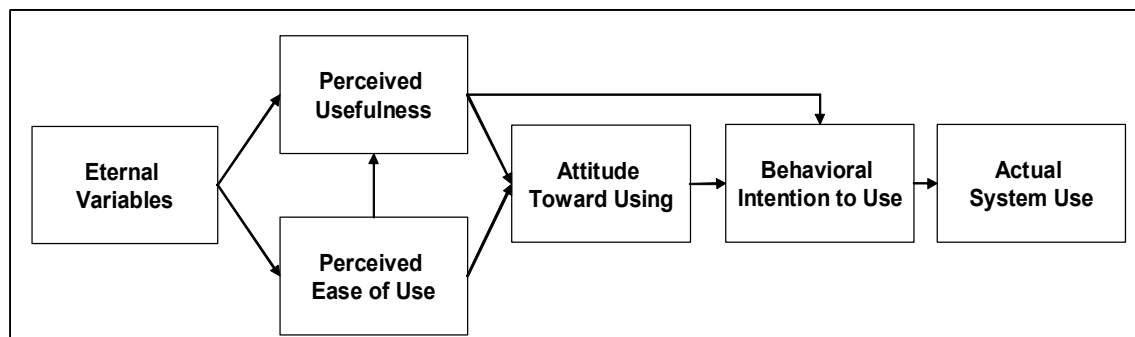 Eternal
Variables
Perceived
Usefulness
Perceived
Ease of Use
Attitude
Toward Using
Behavioral
Intention to Use
Actual
System Use